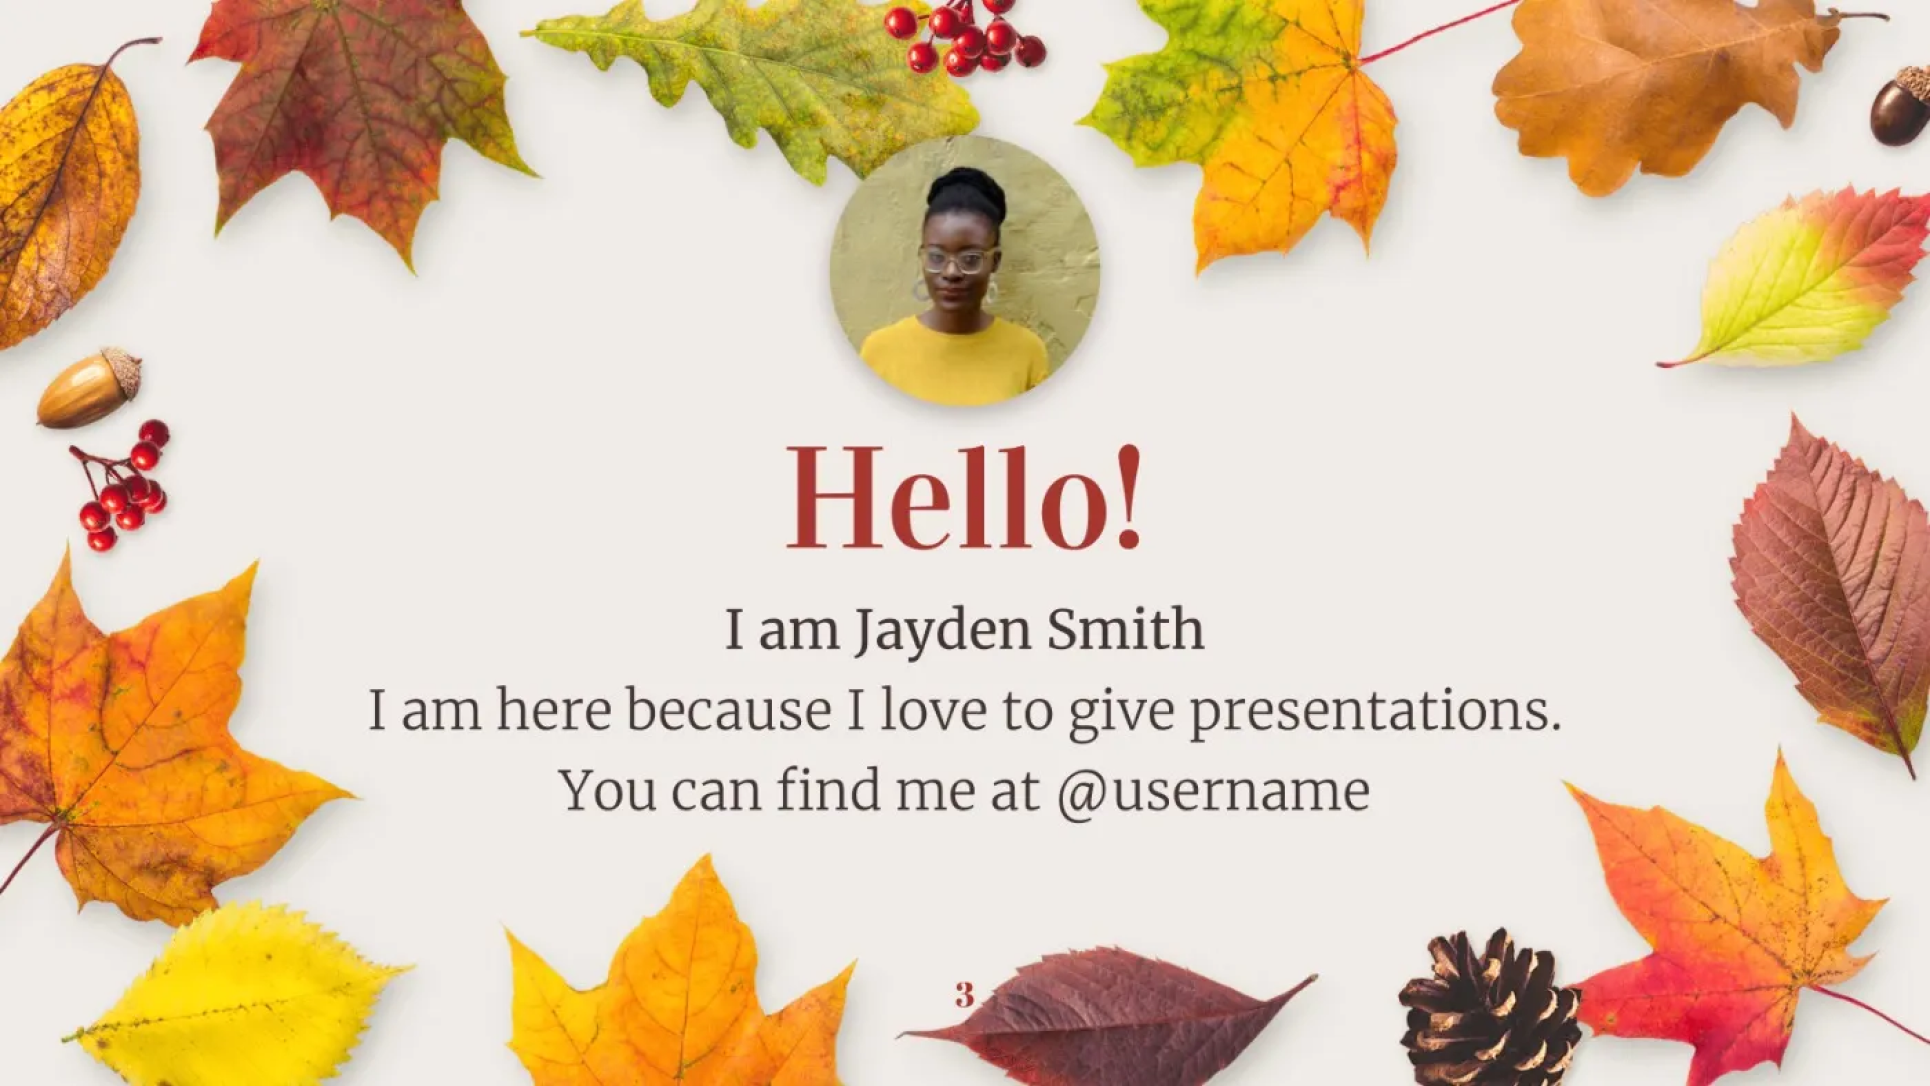 Hello!
I am Jayden Smith
I am here because I love to give presentations.
You can find me at @username
3